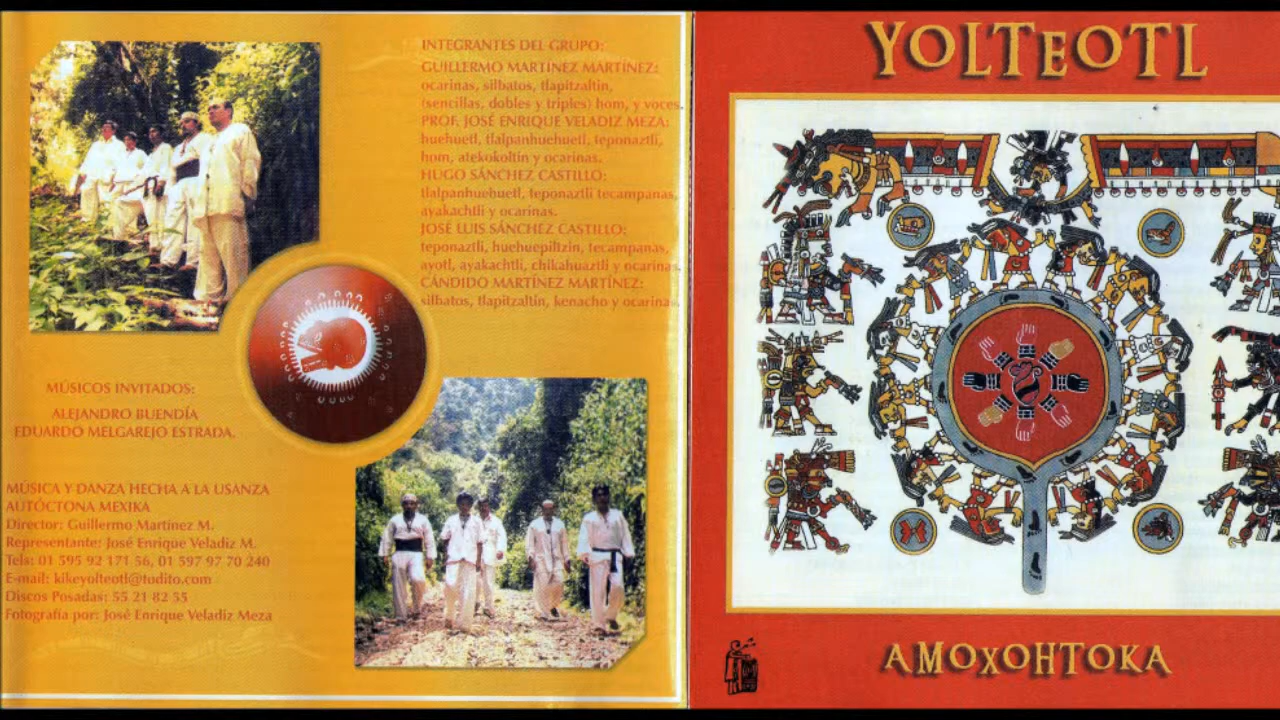 INTEGRANTES DEL GRUPO:
GUILLERMO MARTÍNEZ MARTÍNEZ:
ocarinas, silbatos, tlapitzaltin,
(sencillas, dobles y triples) hom, y voces.
PROF. JOSÉ ENRIQUE VELADIZ MEZA:
huehuetl, tlalpanhuehuetl, teponaztli,
hom, atekokoltin y ocarinas.
HUGO SÁNCHEZ CASTILLO:
tlalpanhuehuetl, teponaztli tecampanas,
ayakachtli y ocarinas.
JOSÉ LUIS SÁNCHEZ CASTILLO:
teponaztli, huehuepilizin, tecampanas,
ayotl, ayakachtli, chikahuaztli y ocarinas.
CÁNDIDO MARTÍNEZ MARTÍNEZ:
silbatos, tlapitzaltin, kenacho y ocarinas.
MÚSICOS INVITADOS:
ALEJANDRO BUENDÍA
EDUARDO MELGAREJO ESTRADA.
MÚSICA Y DANZA HECHA A LA USANZA
AUTÓCTONA MEXIKA
Director: Guillermo Martínez M.
Representante: José Enrique Veladiz M.
Tels: 01 595 92 171 56, 01 597 97 70 240
E-mail: kikeyolteotl@todito.com
Discos Posadas: 55 21 82 55
Fotografía por: José Enrique Veladiz Meza
YOLTEOTL
AMOXOHTOKA